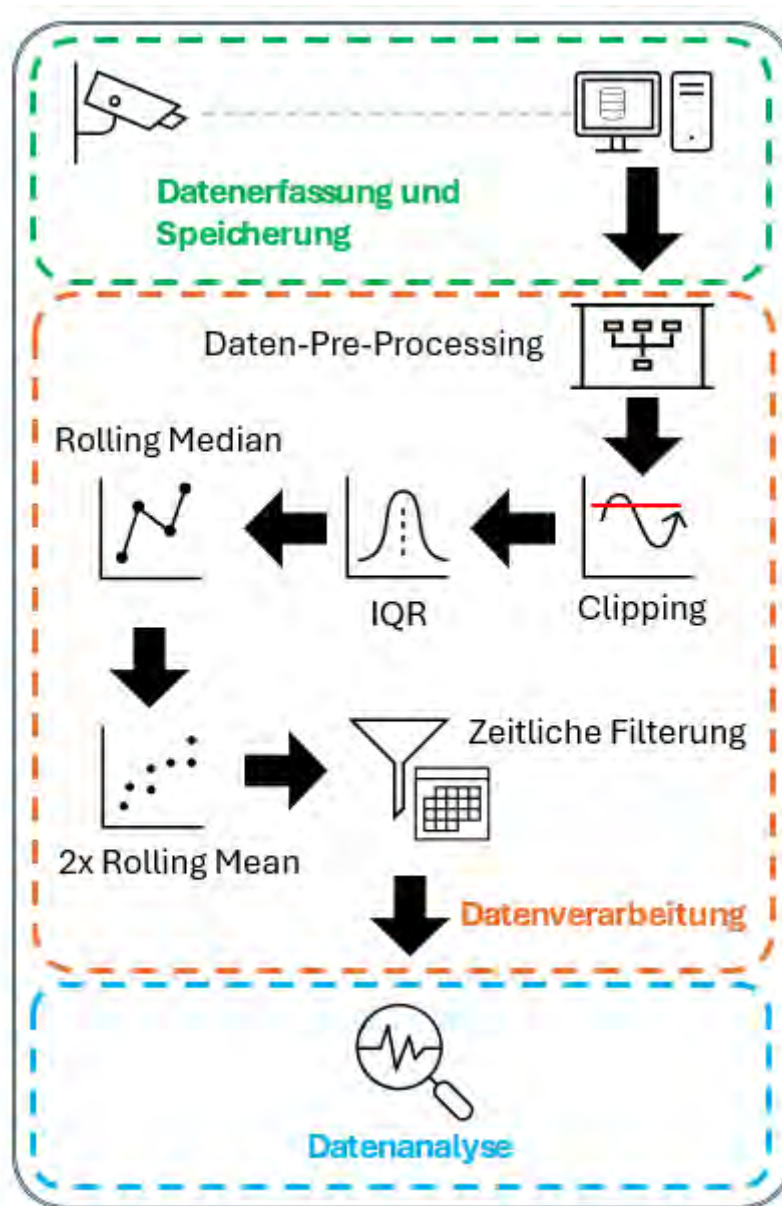 Datenerfassung und
Speicherung
Daten-Pre-Processing
Rolling Median
IQR
Clipping
Zeitliche Filterung
2x Rolling Mean
Datenverarbeitung
Datenanalyse